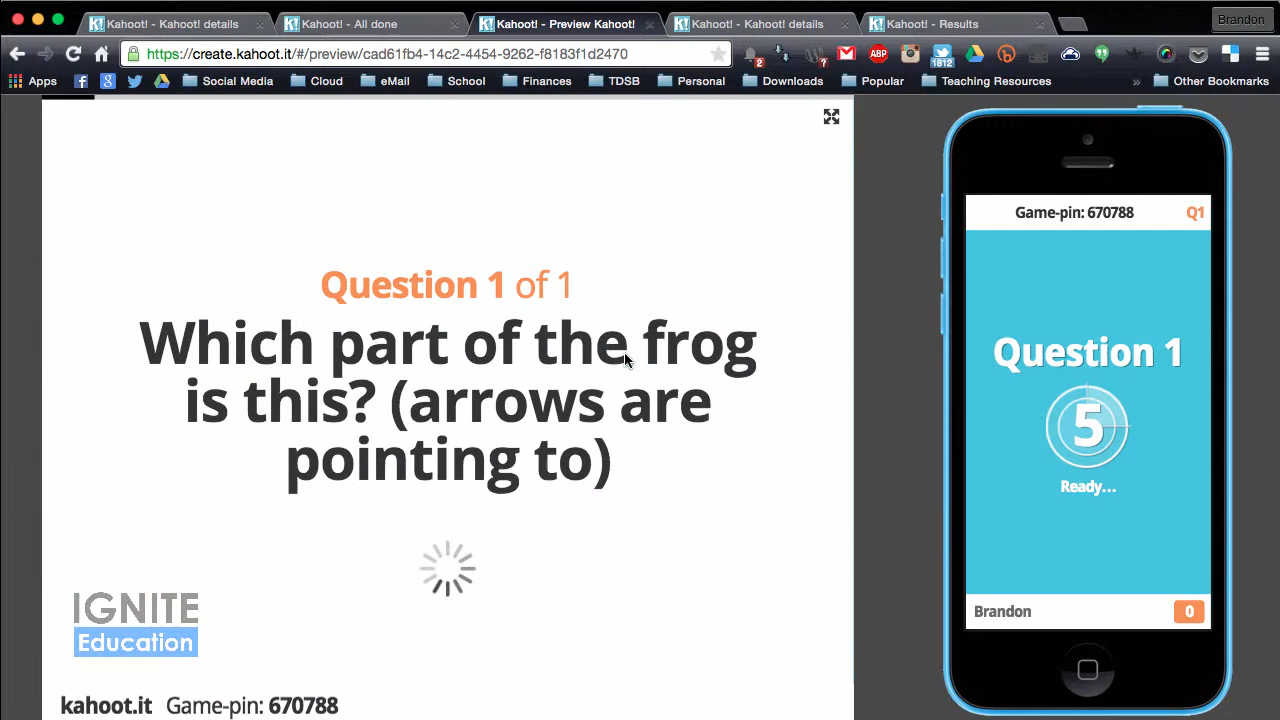 Kahoot! - Kahoot! details
Kahoot! - All done
Kahoot! - Preview Kahoot!
Kahoot! - Kahoot! details
Kahoot! - Results
Brandon
https://create.kahoot.it/#/preview/cad61fb4-14c2-4454-9262-f8183f1d2470
2
ABP
1812
?
Apps
Social Media
Cloud
eMail
School
Finances
TDSB
Personal
Downloads
Popular
Teaching Resources
»
Other Bookmarks
Question 1 of 1
Which part of the frog
is this? (arrows are
pointing to)
IGNITE
Education
kahoot.it Game-pin: 670788
Game-pin: 670788 Q1
Question 1
5
Ready...
Brandon 0